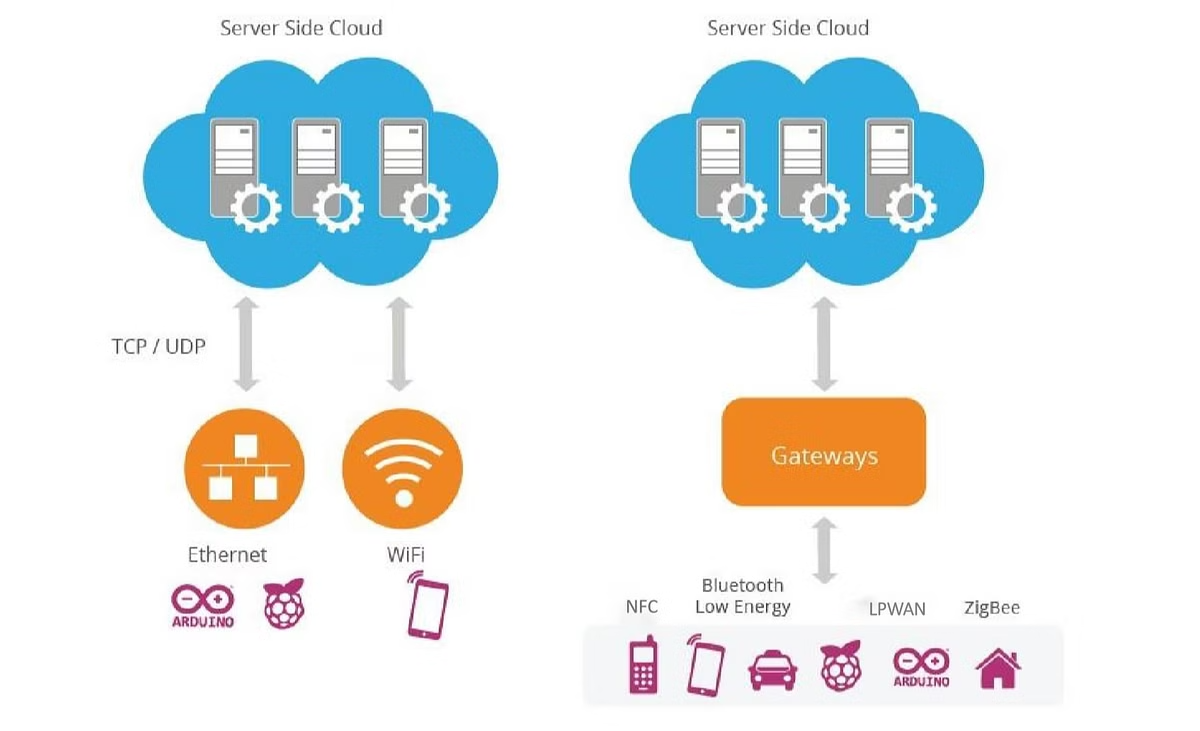 Server Side Cloud
TCP / UDP
Ethernet
WiFi
ARDUINO
Server Side Cloud
Gateways
NFC
Bluetooth
Low Energy
LPWAN
ZigBee
ARDUINO